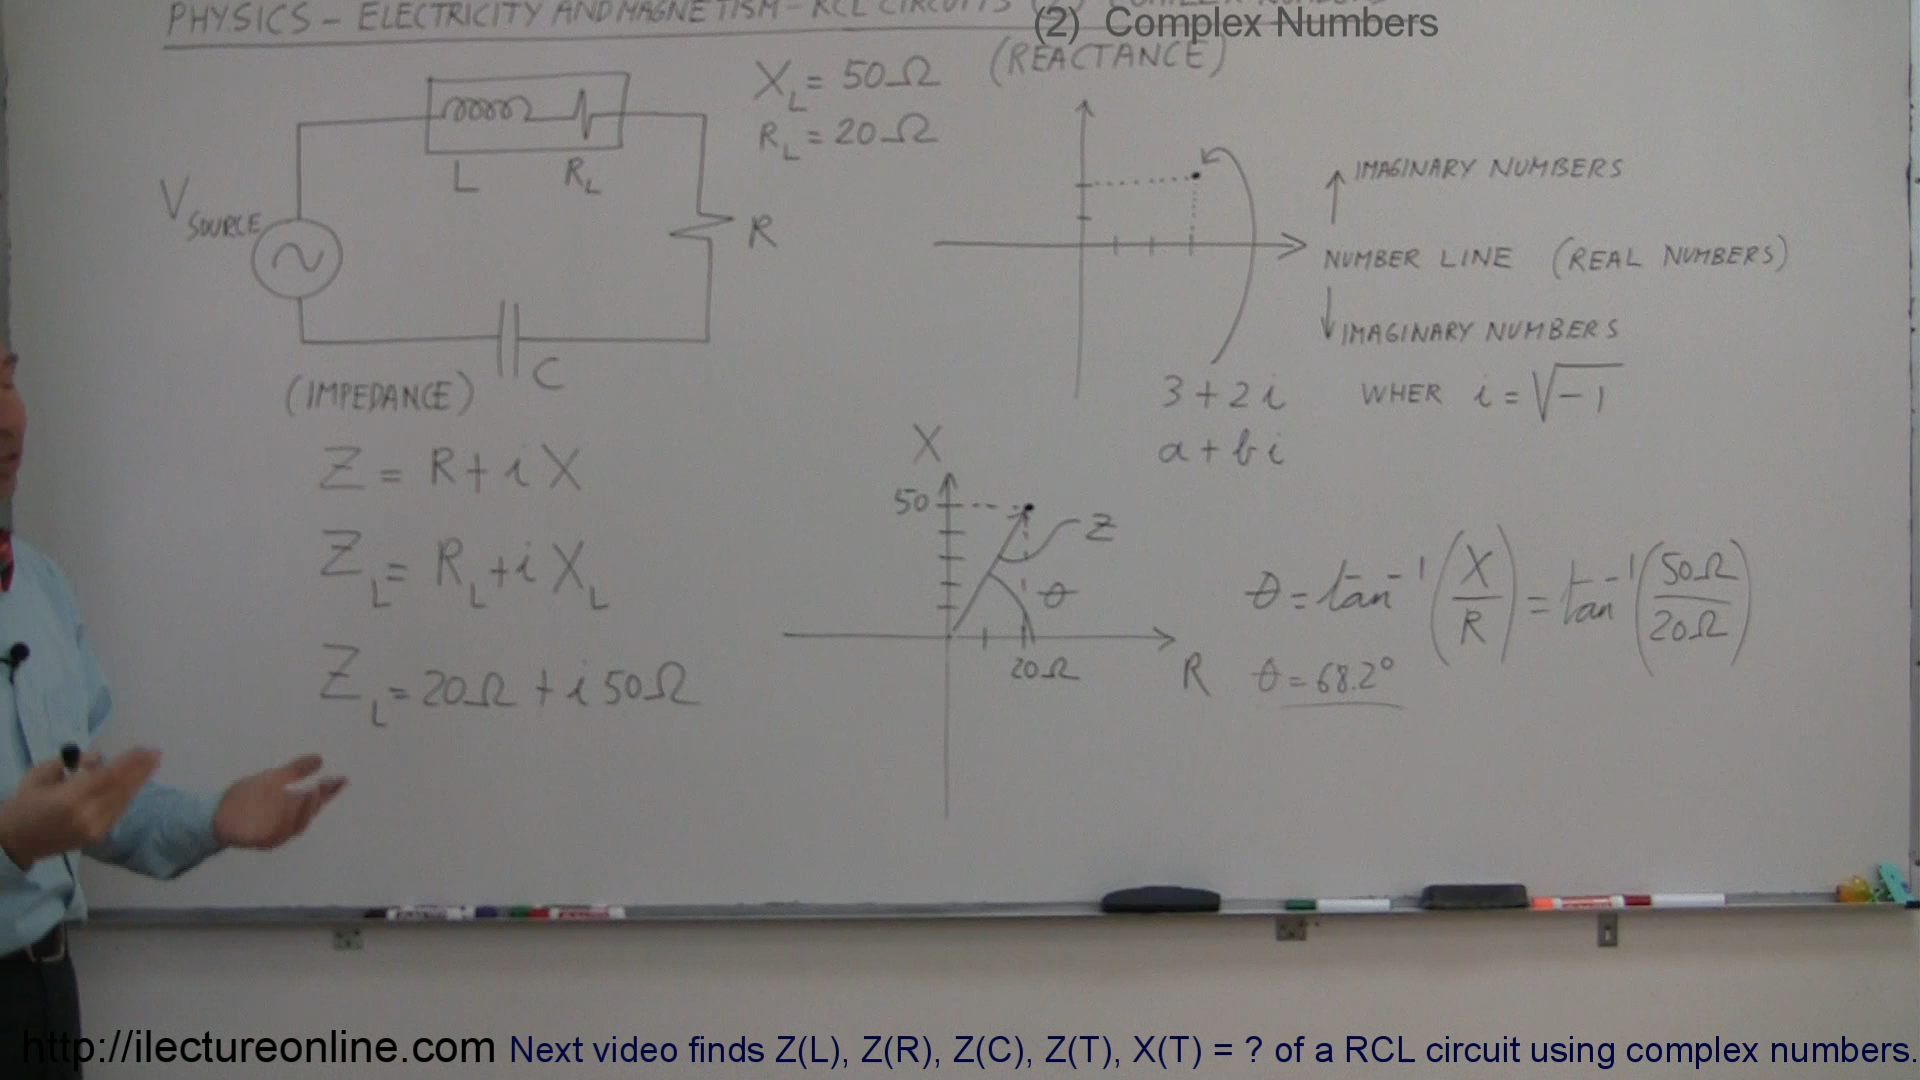 PHYSICS - ELECTRICITY AND MAGNETISM - RCL CIRCUITS
(2) Complex Numbers
X_L = 50Ω (REACTANCE)
R_L = 20Ω
L R_L
V_SOURCE
R
C
IMAGINARY NUMBERS
NUMBER LINE (REAL NUMBERS)
IMAGINARY NUMBERS
3 + 2i WHER i = √-1
a + bi
(IMPEDANCE)
Z = R + iX
Z_L = R_L + iX_L
Z_L = 20Ω + i50Ω
X
50
Z
θ
20Ω
R
θ = tan⁻¹(X/R) = tan⁻¹(50Ω/20Ω)
θ = 68.2°
http://ilectureonline.com Next video finds Z(L), Z(R), Z(C), Z(T), X(T) = ? of a RCL circuit using complex numbers.